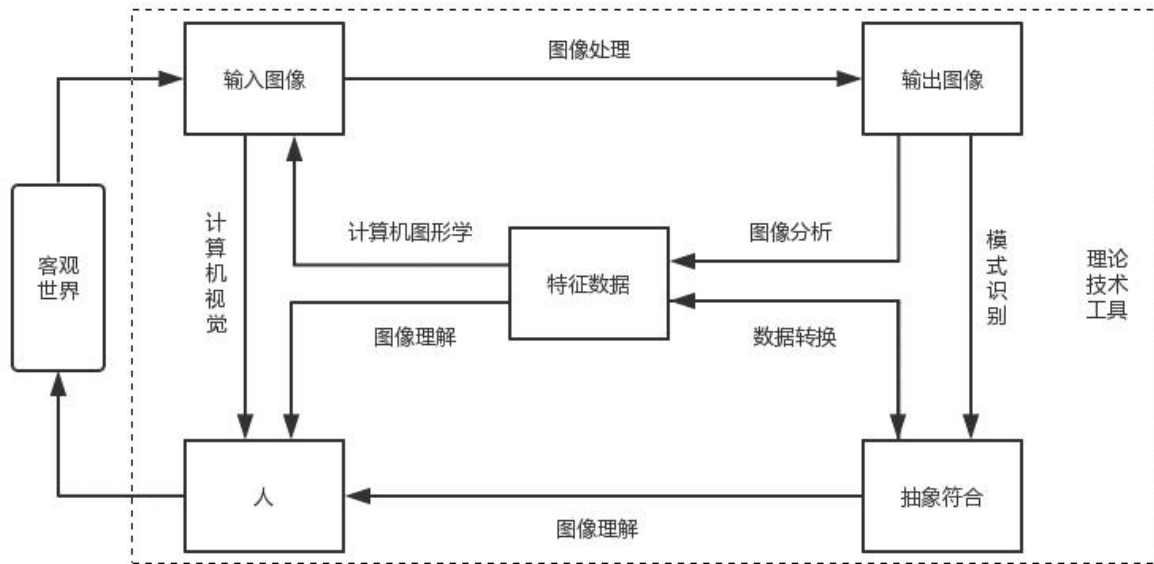 图像处理
输入图像
输出图像
计算机视觉
计算机图形学
图像分析
模式识别
客观
世界
特征数据
理论
技术
工具
图像理解
数据转换
人
抽象符合
图像理解